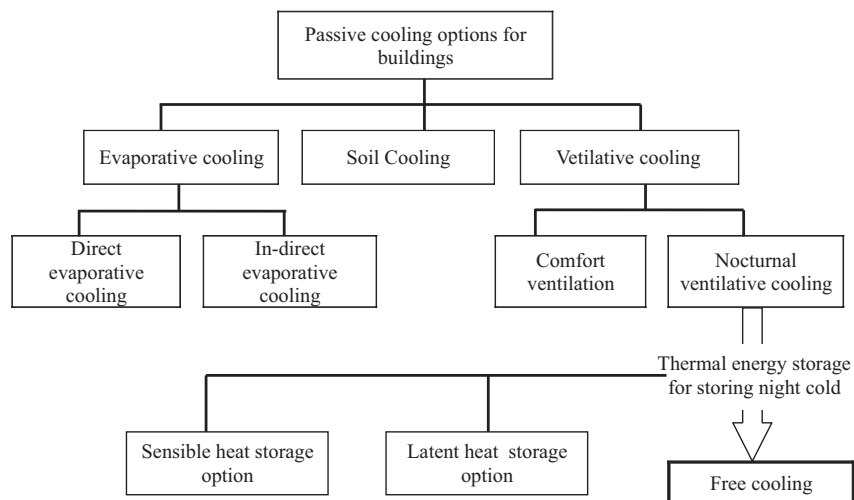 Passive cooling options for
buildings
Evaporative cooling
Soil Cooling
Vetilative cooling
Direct
evaporative
cooling
In-direct
evaporative
cooling
Comfort
ventilation
Nocturnal
ventilative cooling
Thermal energy storage
for storing night cold
Sensible heat storage
option
Latent heat storage
option
Free cooling